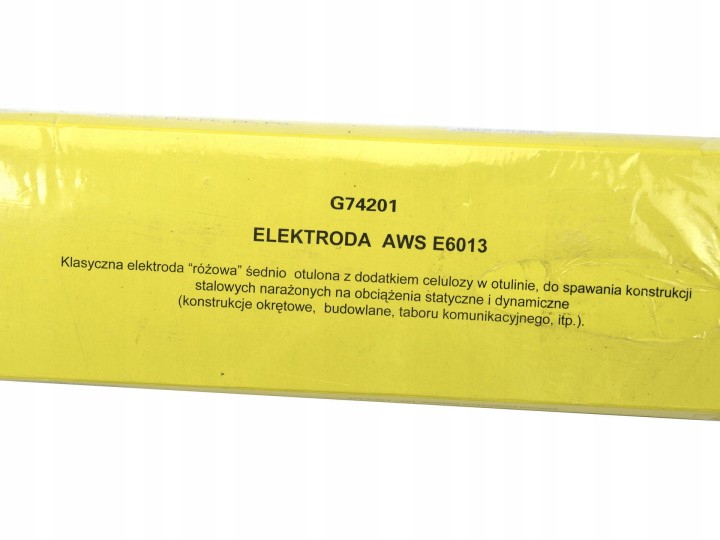 G74201
ELEKTRODA AWS E6013
Klasyczna elektroda “różowa” śednio otulona z dodatkiem celulozy w otulinie, do spawania konstrukcji
stalowych narażonych na obciążenia statyczne i dynamiczne
(konstrukcje okrętowe, budowlane, taboru komunikacyjnego, itp.).